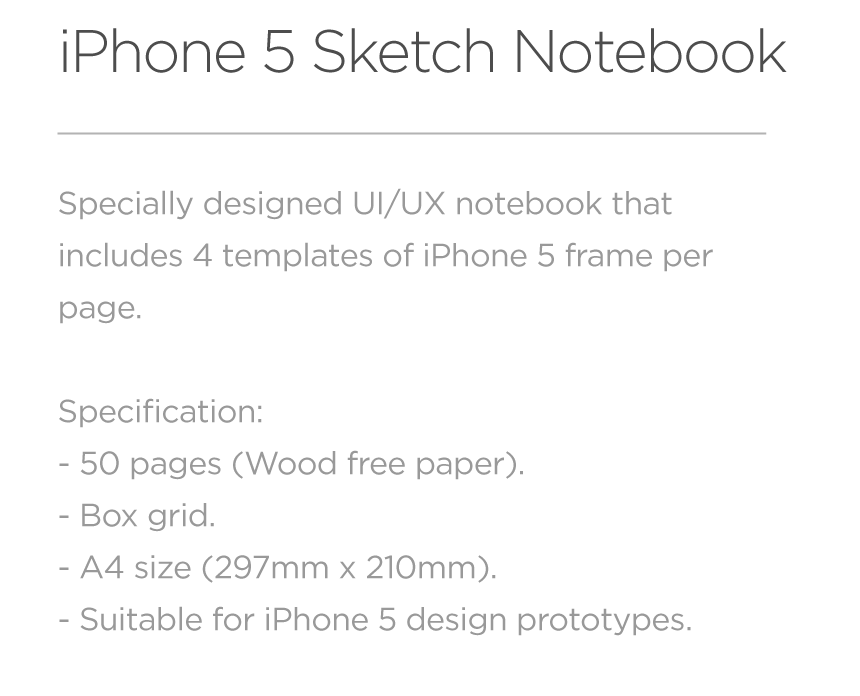 iPhone 5 Sketch Notebook
Specially designed UI/UX notebook that
includes 4 templates of iPhone 5 frame per
page.
Specification:
- 50 pages (Wood free paper).
- Box grid.
- A4 size (297mm x 210mm).
- Suitable for iPhone 5 design prototypes.